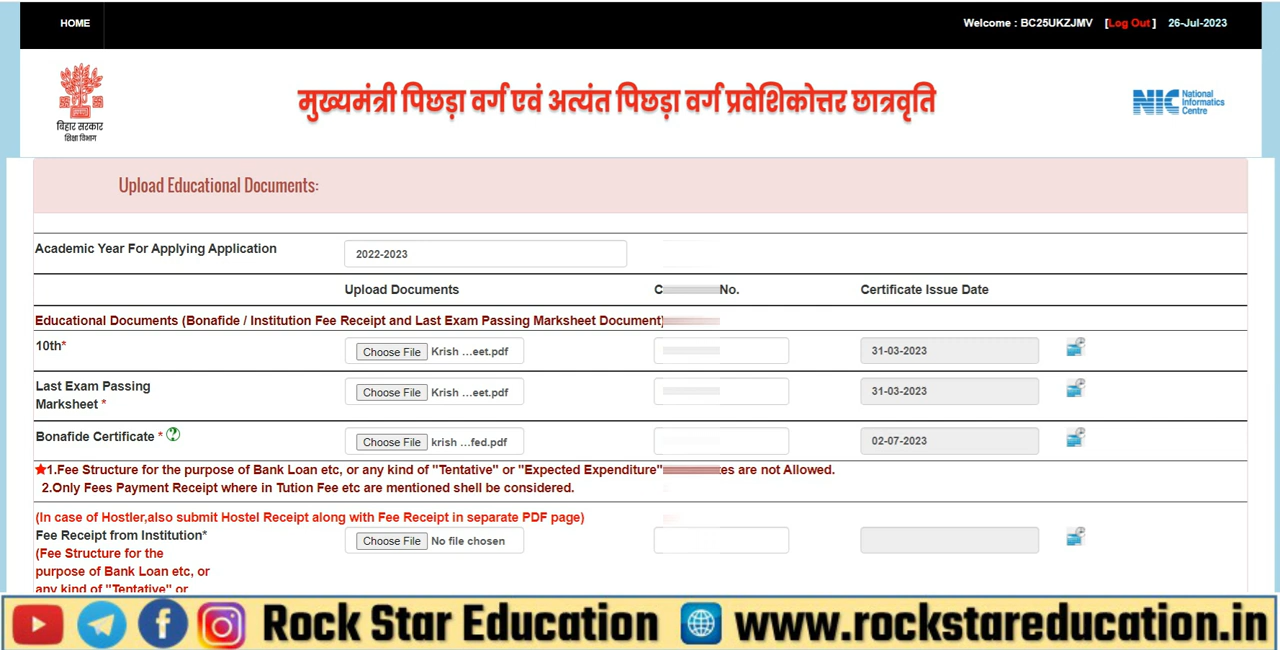 HOME Welcome : BC25UKZJMV [Log Out] 26-Jul-2023
बिहार सरकार
शिक्षा विभाग
मुख्यमंत्री पिछड़ा वर्ग एवं अत्यंत पिछड़ा वर्ग प्रवेशिकोत्तर छात्रवृति
NIC National
Informatics
Centre
Upload Educational Documents:
Academic Year For Applying Application 2022-2023
Upload Documents C No. Certificate Issue Date
Educational Documents (Bonafide / Institution Fee Receipt and Last Exam Passing Marksheet Document)
10th* Choose File Krish ...eet.pdf 31-03-2023
Last Exam Passing
Marksheet * Choose File Krish ...eet.pdf 31-03-2023
Bonafide Certificate * Choose File krish ...fed.pdf 02-07-2023
1.Fee Structure for the purpose of Bank Loan etc, or any kind of "Tentative" or "Expected Expenditure" es are not Allowed.
2.Only Fees Payment Receipt where in Tution Fee etc are mentioned shell be considered.
(In case of Hostler,also submit Hostel Receipt along with Fee Receipt in separate PDF page)
Fee Receipt from Institution* Choose File No file chosen
(Fee Structure for the
purpose of Bank Loan etc, or
any kind of "Tentative" or
Rock Star Education www.rockstareducation.in